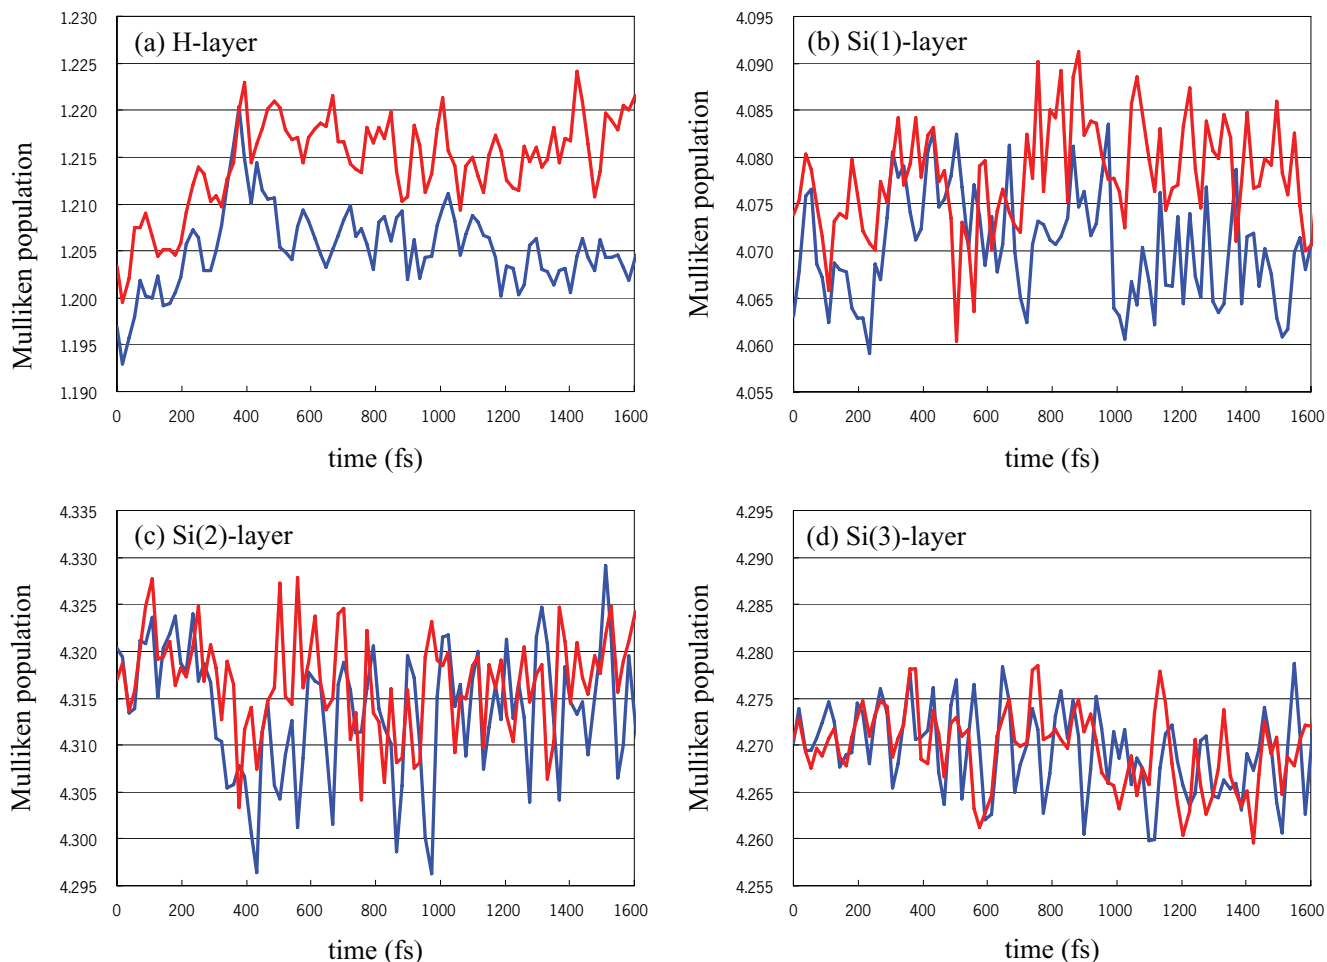 (a) H-layer
Mulliken population
1.230
1.225
1.220
1.215
1.210
1.205
1.200
1.195
1.190
0 200 400 600 800 1000 1200 1400 1600
time (fs)
(b) Si(1)-layer
Mulliken population
4.095
4.090
4.085
4.080
4.075
4.070
4.065
4.060
4.055
0 200 400 600 800 1000 1200 1400 1600
time (fs)
(c) Si(2)-layer
Mulliken population
4.335
4.330
4.325
4.320
4.315
4.310
4.305
4.300
4.295
0 200 400 600 800 1000 1200 1400 1600
time (fs)
(d) Si(3)-layer
Mulliken population
4.295
4.290
4.285
4.280
4.275
4.270
4.265
4.260
4.255
0 200 400 600 800 1000 1200 1400 1600
time (fs)